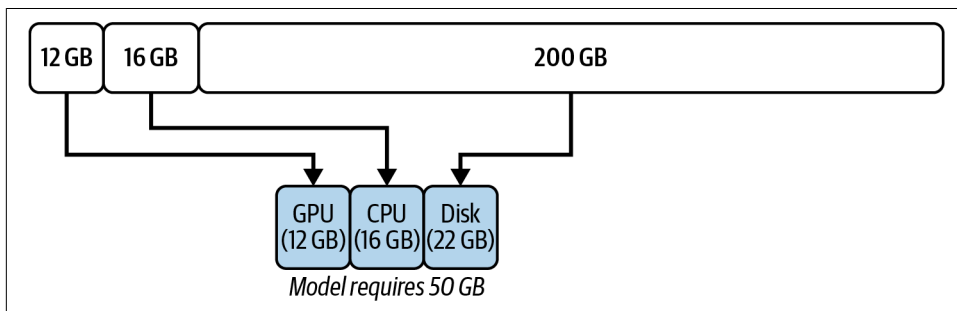 12 GB
16 GB
200 GB
GPU
(12 GB)
CPU
(16 GB)
Disk
(22 GB)
Model requires 50 GB